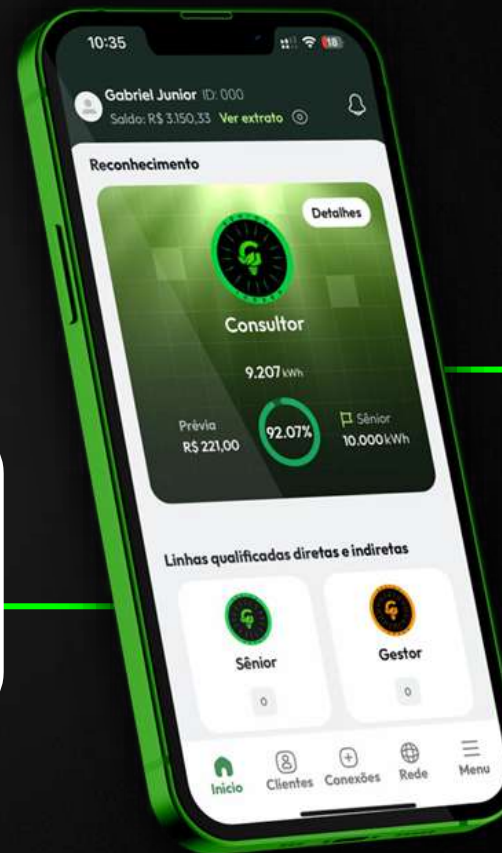 10:35
18
Gabriel Junior ID: 000
Saldo: R$ 3.150,33 Ver extrato
Reconhecimento
Detalhes
Consultor
9.207 kWh
Prévia
R$ 221,00
92.07%
Sênior
10.000 kWh
Linhas qualificadas diretas e indiretas
Sênior
0
Gestor
0
Início
Clientes
Conexões
Rede
Menu